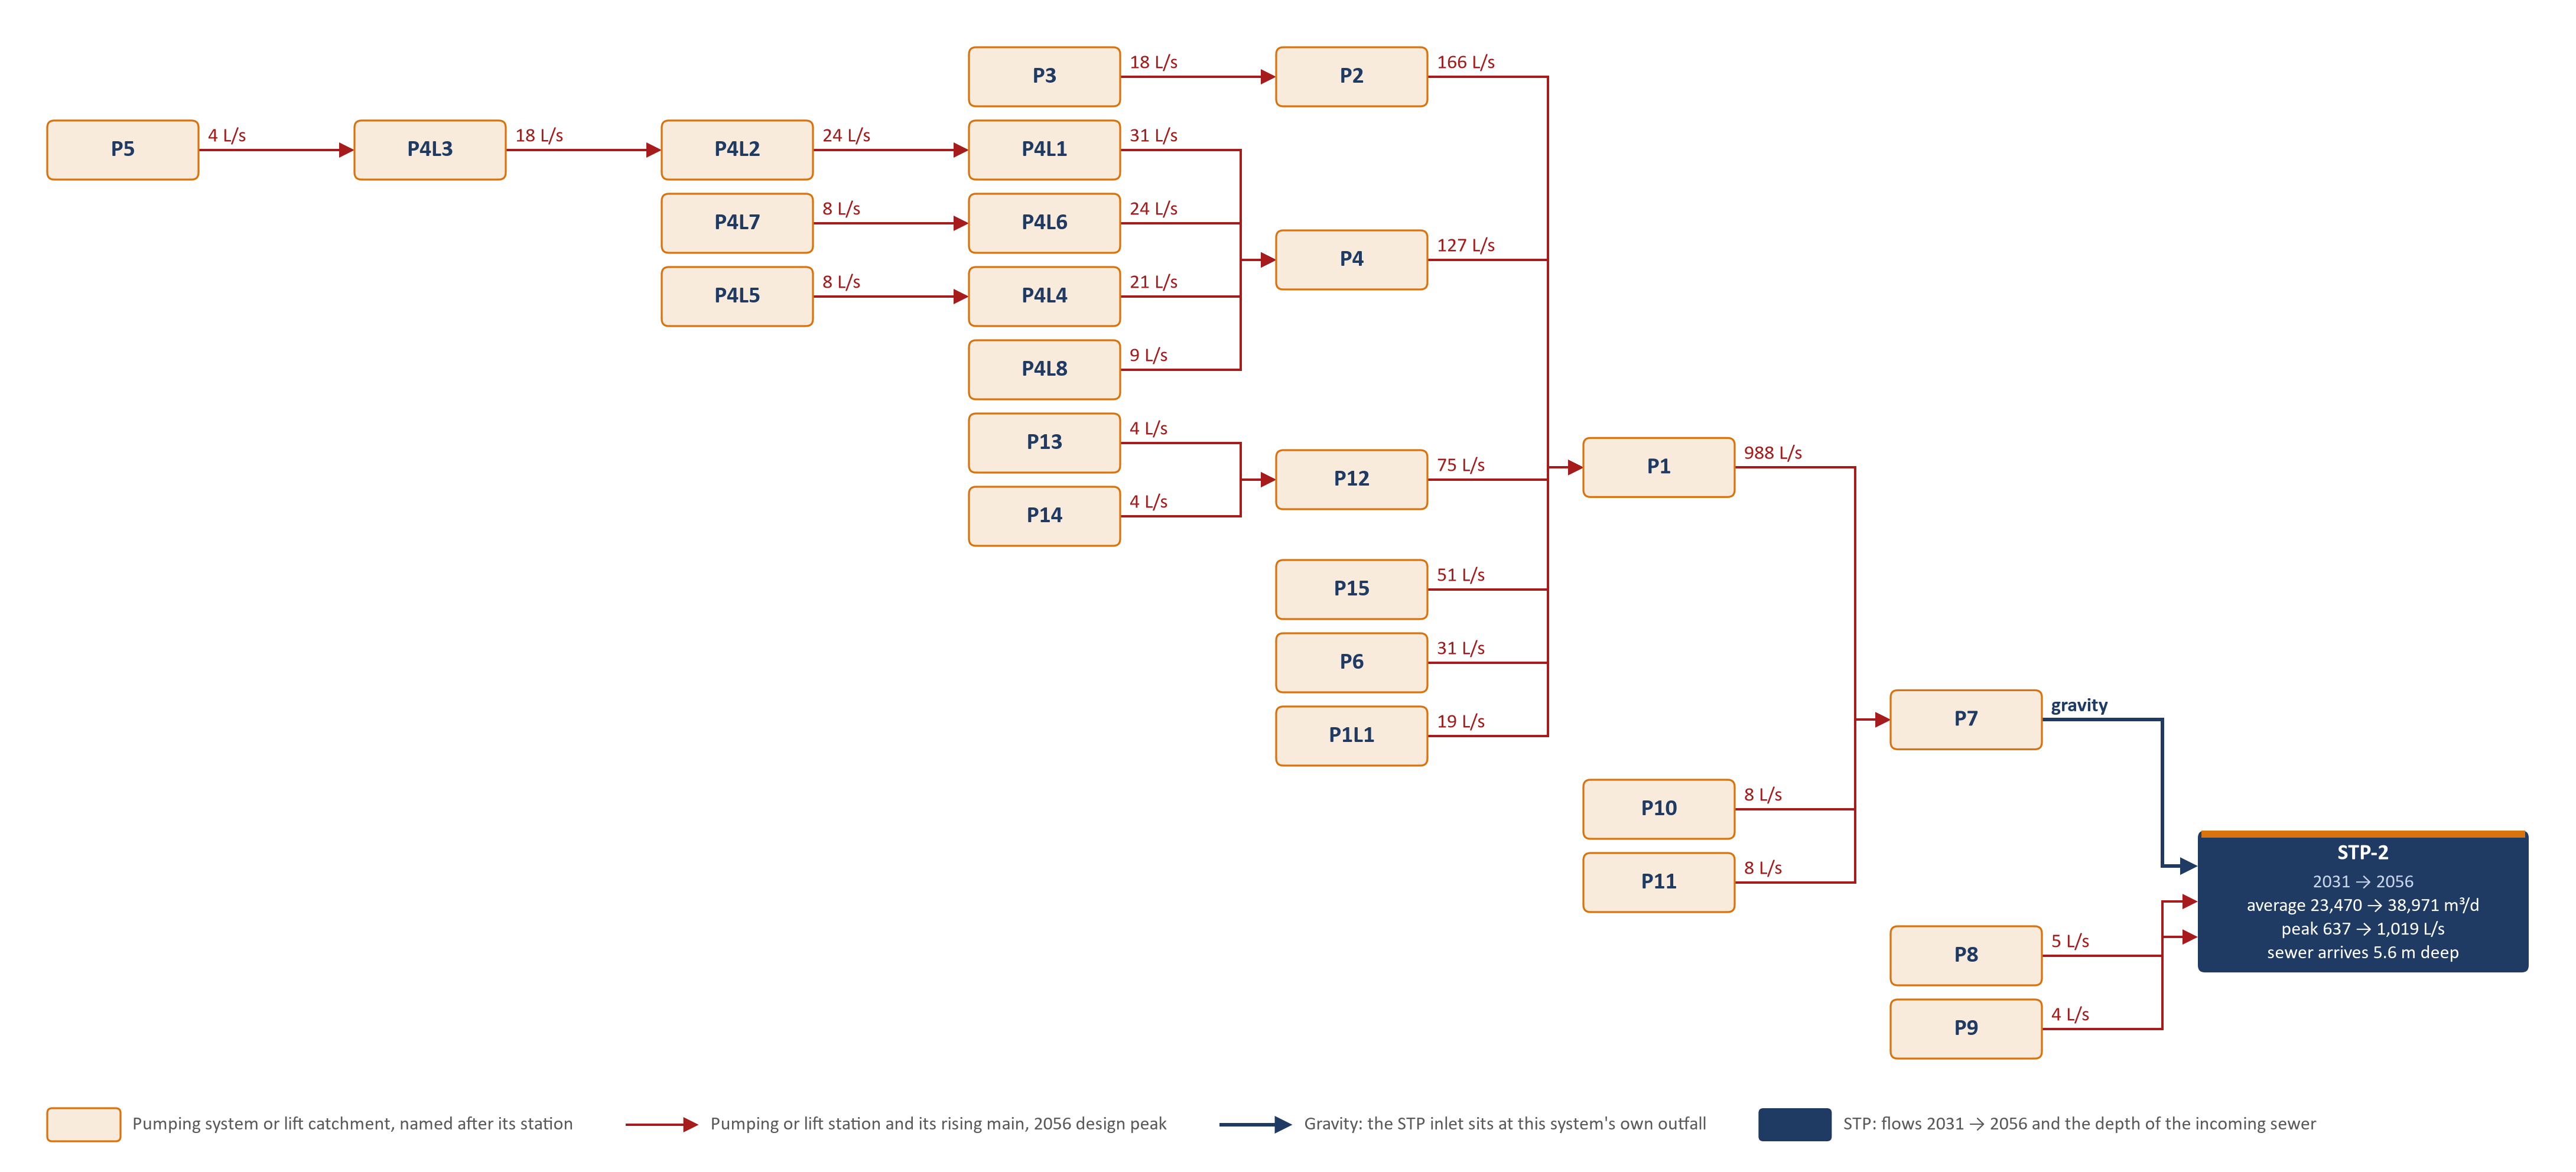 P3
18 L/s
P2
166 L/s
P5
4 L/s
P4L3
18 L/s
P4L2
24 L/s
P4L1
31 L/s
P4L7
8 L/s
P4L6
24 L/s
P4
127 L/s
P4L5
8 L/s
P4L4
21 L/s
P4L8
9 L/s
P13
4 L/s
P12
75 L/s
P1
988 L/s
P14
4 L/s
P15
51 L/s
P6
31 L/s
P1L1
19 L/s
P7
gravity
P10
8 L/s
P11
8 L/s
STP-2
2031 → 2056
average 23,470 → 38,971 m³/d
peak 637 → 1,019 L/s
sewer arrives 5.6 m deep
P8
5 L/s
P9
4 L/s
Pumping system or lift catchment, named after its station
Pumping or lift station and its rising main, 2056 design peak
Gravity: the STP inlet sits at this system's own outfall
STP: flows 2031 → 2056 and the depth of the incoming sewer